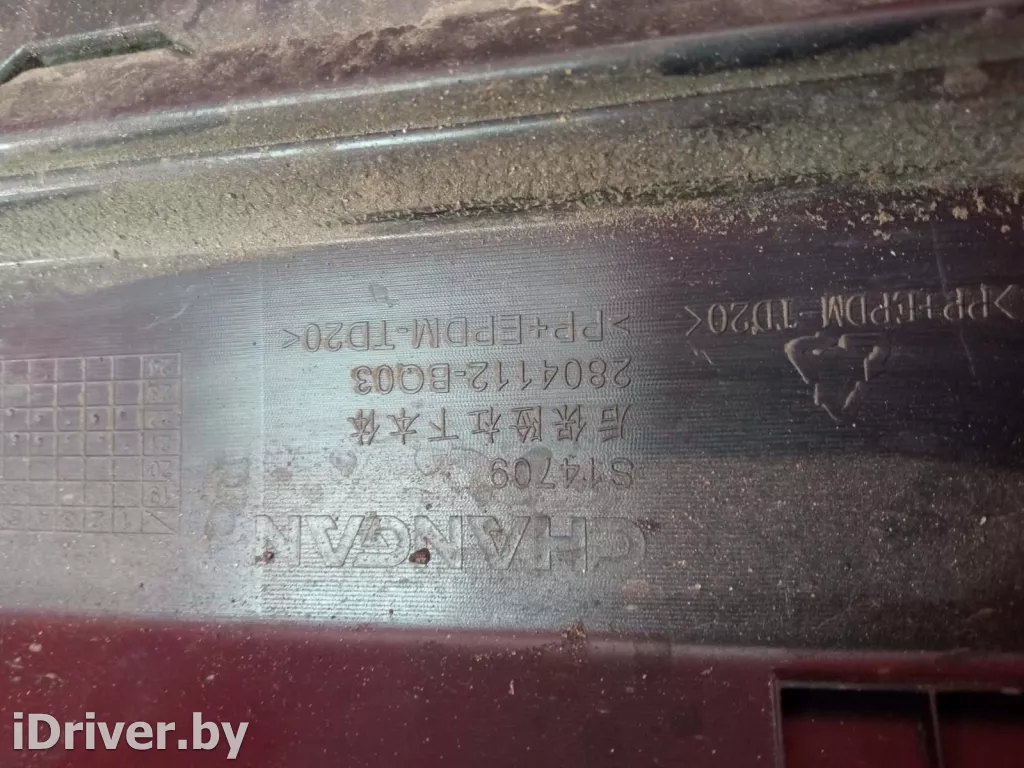 CHANGAN
S14709
后保险杠下本体
2804112-BQ03
>PP+EPDM-TD20<
>PP+EPDM-TD20<
iDriver.by